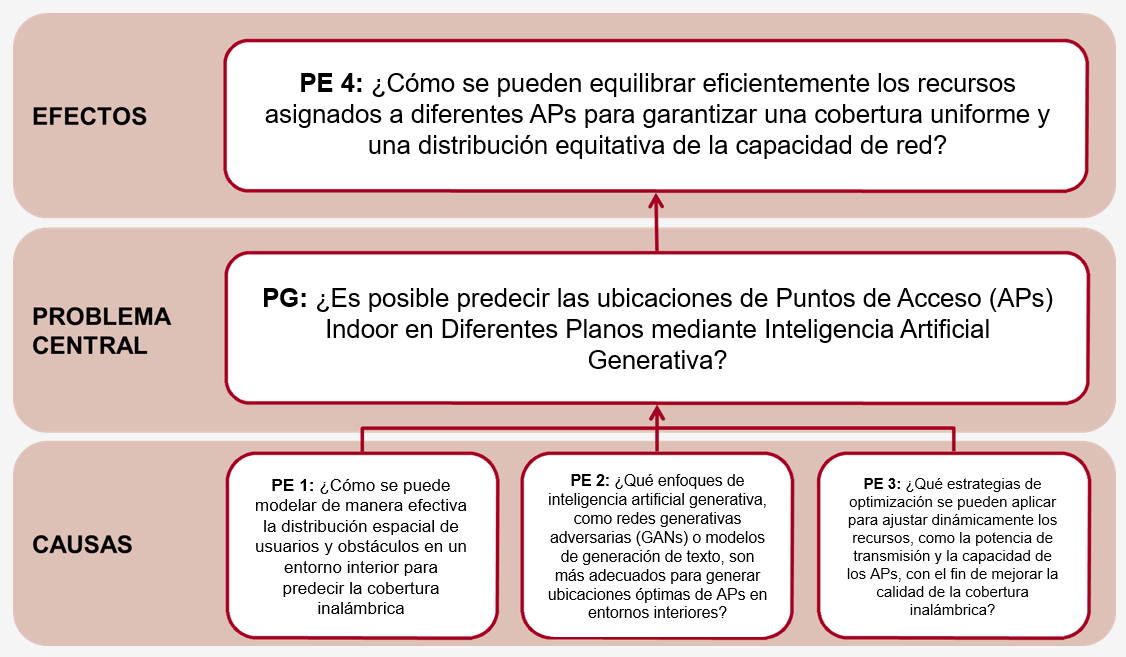 EFECTOS
PE 4: ¿Cómo se pueden equilibrar eficientemente los recursos
asignados a diferentes APs para garantizar una cobertura uniforme y
una distribución equitativa de la capacidad de red?
PROBLEMA
CENTRAL
PG: ¿Es posible predecir las ubicaciones de Puntos de Acceso (APs)
Indoor en Diferentes Planos mediante Inteligencia Artificial
Generativa?
CAUSAS
PE 1: ¿Cómo se puede
modelar de manera efectiva
la distribución espacial de
usuarios y obstáculos en un
entorno interior para
predecir la cobertura
inalámbrica
PE 2: ¿Qué enfoques de
inteligencia artificial generativa,
como redes generativas
adversarias (GANs) o modelos
de generación de texto, son
más adecuados para generar
ubicaciones óptimas de APs en
entornos interiores?
PE 3: ¿Qué estrategias de
optimización se pueden aplicar
para ajustar dinámicamente los
recursos, como la potencia de
transmisión y la capacidad de
los APs, con el fin de mejorar la
calidad de la cobertura
inalámbrica?